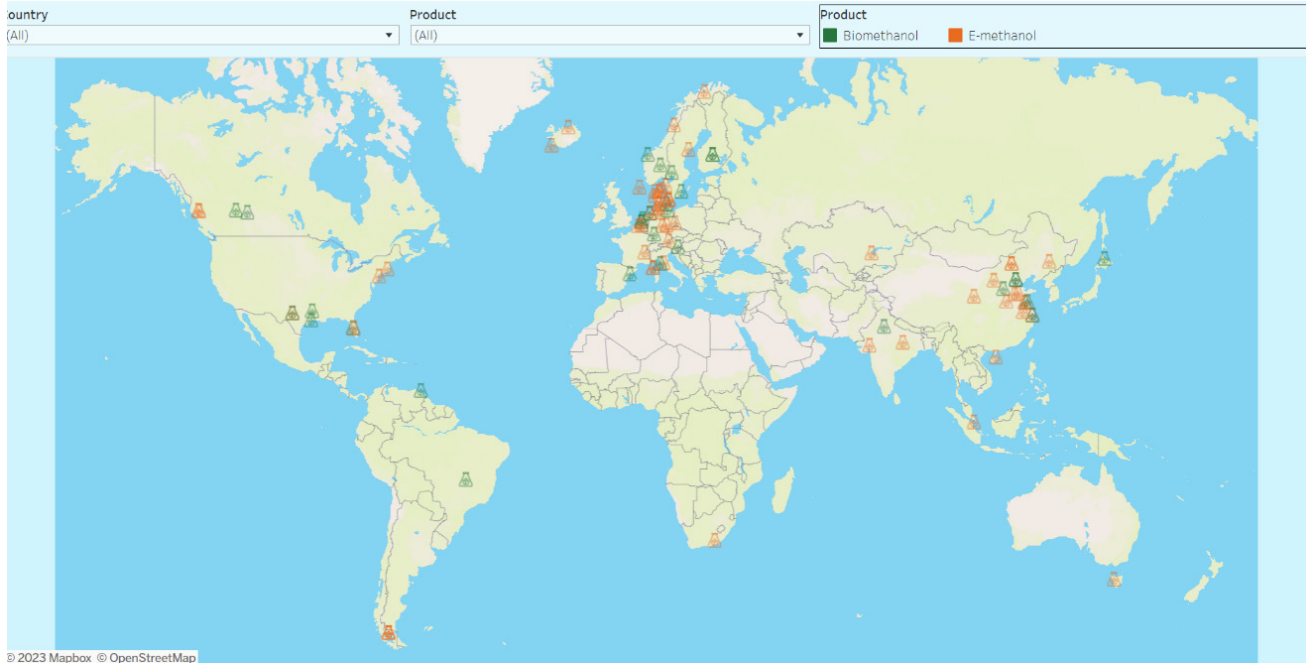 ountry
Product
Product
(All)
(All)
Biomethanol
E-methanol
© 2023 Mapbox © OpenStreetMap